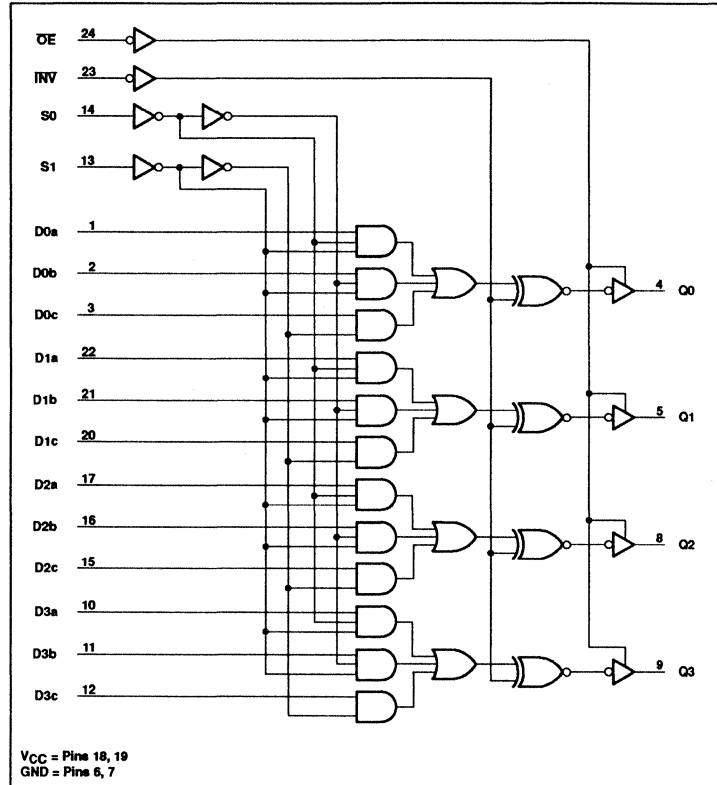 OE 24
INV 23
S0 14
S1 13
D0a 1
D0b 2
D0c 3
D1a 22
D1b 21
D1c 20
D2a 17
D2b 16
D2c 15
D3a 10
D3b 11
D3c 12
4 Q0
5 Q1
8 Q2
9 Q3
VCC = Pins 18, 19
GND = Pins 6, 7